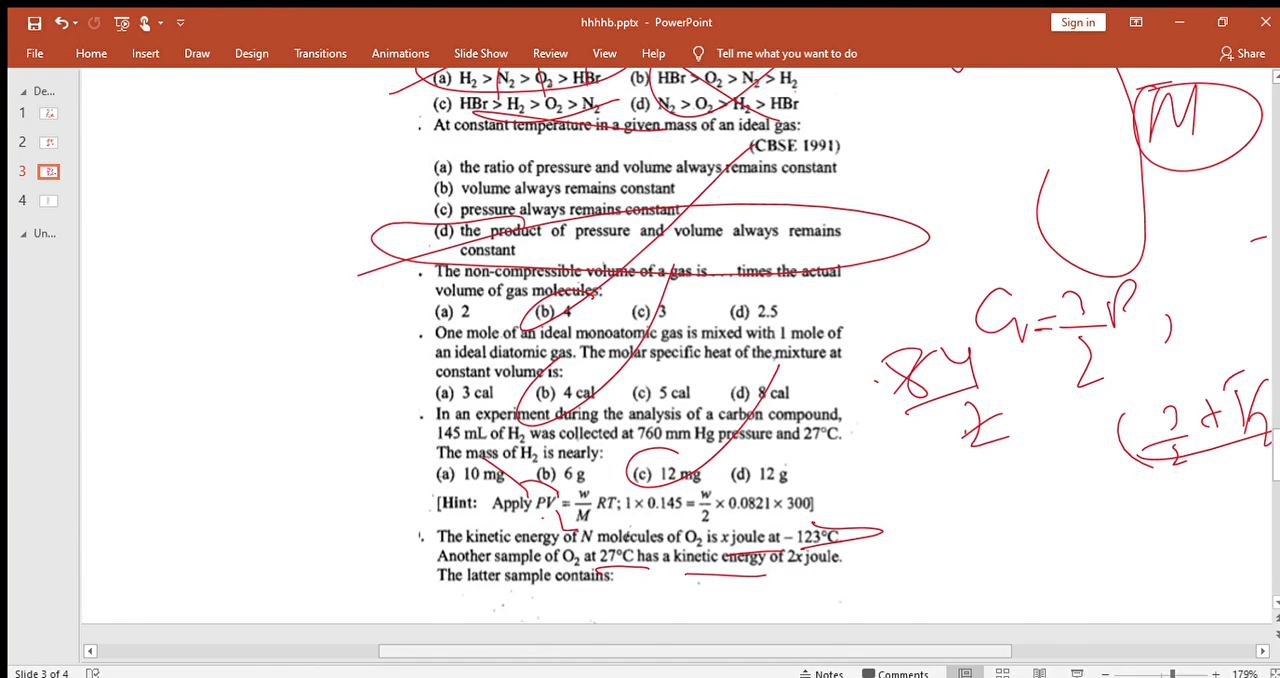 hhhhb.pptx - PowerPoint
Sign in
File Home Insert Draw Design Transitions Animations Slide Show Review View Help Tell me what you want to do Share
De...
1
2
3
4
Un...
(a) H₂ > N₂ > O₂ > HBr (b) HBr > O₂ > N₂ > H₂
(c) HBr > H₂ > O₂ > N₂ (d) N₂ > O₂ > H₂ > HBr
. At constant temperature in a given mass of an ideal gas:
(CBSE 1991)
(a) the ratio of pressure and volume always remains constant
(b) volume always remains constant
(c) pressure always remains constant
(d) the product of pressure and volume always remains
constant
. The non-compressible volume of a gas is .... times the actual
volume of gas molecules:
(a) 2 (b) 4 (c) 3 (d) 2.5
. One mole of an ideal monoatomic gas is mixed with 1 mole of
an ideal diatomic gas. The molar specific heat of the mixture at
constant volume is:
(a) 3 cal (b) 4 cal (c) 5 cal (d) 8 cal
. In an experiment during the analysis of a carbon compound,
145 mL of H₂ was collected at 760 mm Hg pressure and 27°C.
The mass of H₂ is nearly:
(a) 10 mg (b) 6 g (c) 12 mg (d) 12 g
[Hint: Apply PV = w/M RT; 1 × 0.145 = w/2 × 0.0821 × 300]
. The kinetic energy of N molecules of O₂ is x joule at – 123°C.
Another sample of O₂ at 27°C has a kinetic energy of 2x joule.
The latter sample contains:
M
Slide 3 of 4 Notes Comments 179%